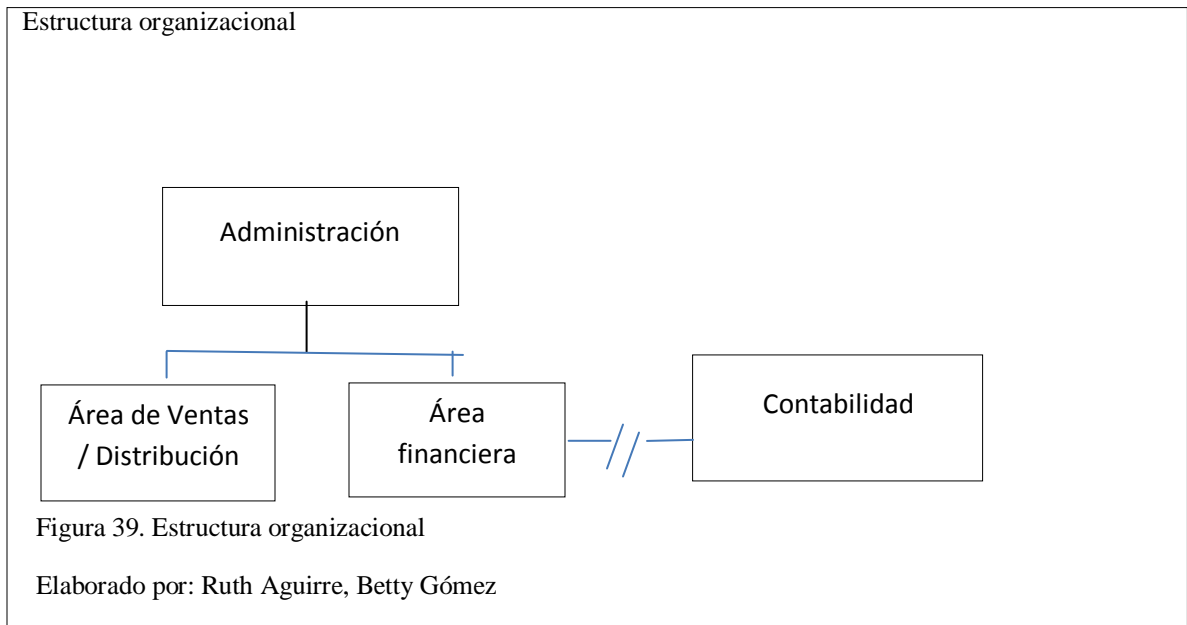 Estructura organizacional
Administración
Área de Ventas
/ Distribución
Área
financiera
Contabilidad
Figura 39. Estructura organizacional
Elaborado por: Ruth Aguirre, Betty Gómez